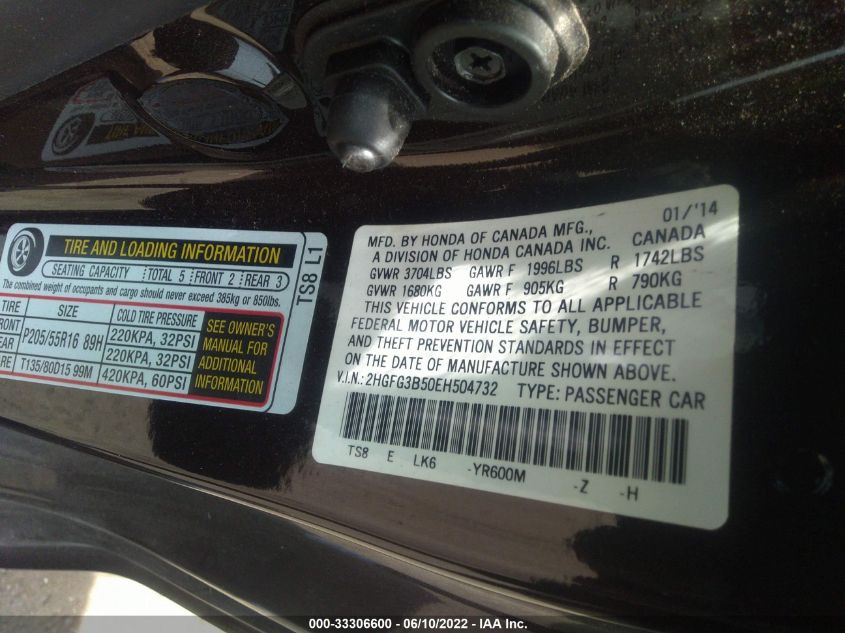 TIRE AND LOADING INFORMATION
SEATING CAPACITY TOTAL 5 FRONT 2 REAR 3
The combined weight of occupants and cargo should never exceed 385kg or 850lbs.
TIRE SIZE COLD TIRE PRESSURE
FRONT P205/55R16 89H 220KPA, 32PSI
REAR 220KPA, 32PSI
T135/80D15 99M 420KPA, 60PSI
SEE OWNER'S
MANUAL FOR
ADDITIONAL
INFORMATION
TS8 L1
01/'14
MFD. BY HONDA OF CANADA MFG.,
A DIVISION OF HONDA CANADA INC. CANADA
GVWR 3704LBS GAWR F 1996LBS R 1742LBS
GVWR 1680KG GAWR F 905KG R 790KG
THIS VEHICLE CONFORMS TO ALL APPLICABLE
FEDERAL MOTOR VEHICLE SAFETY, BUMPER,
AND THEFT PREVENTION STANDARDS IN EFFECT
ON THE DATE OF MANUFACTURE SHOWN ABOVE.
V.I.N.: 2HGFG3B50EH504732 TYPE: PASSENGER CAR
TS8 E LK6 -YR600M -Z -H
000-33306600 - 06/10/2022 - IAA Inc.